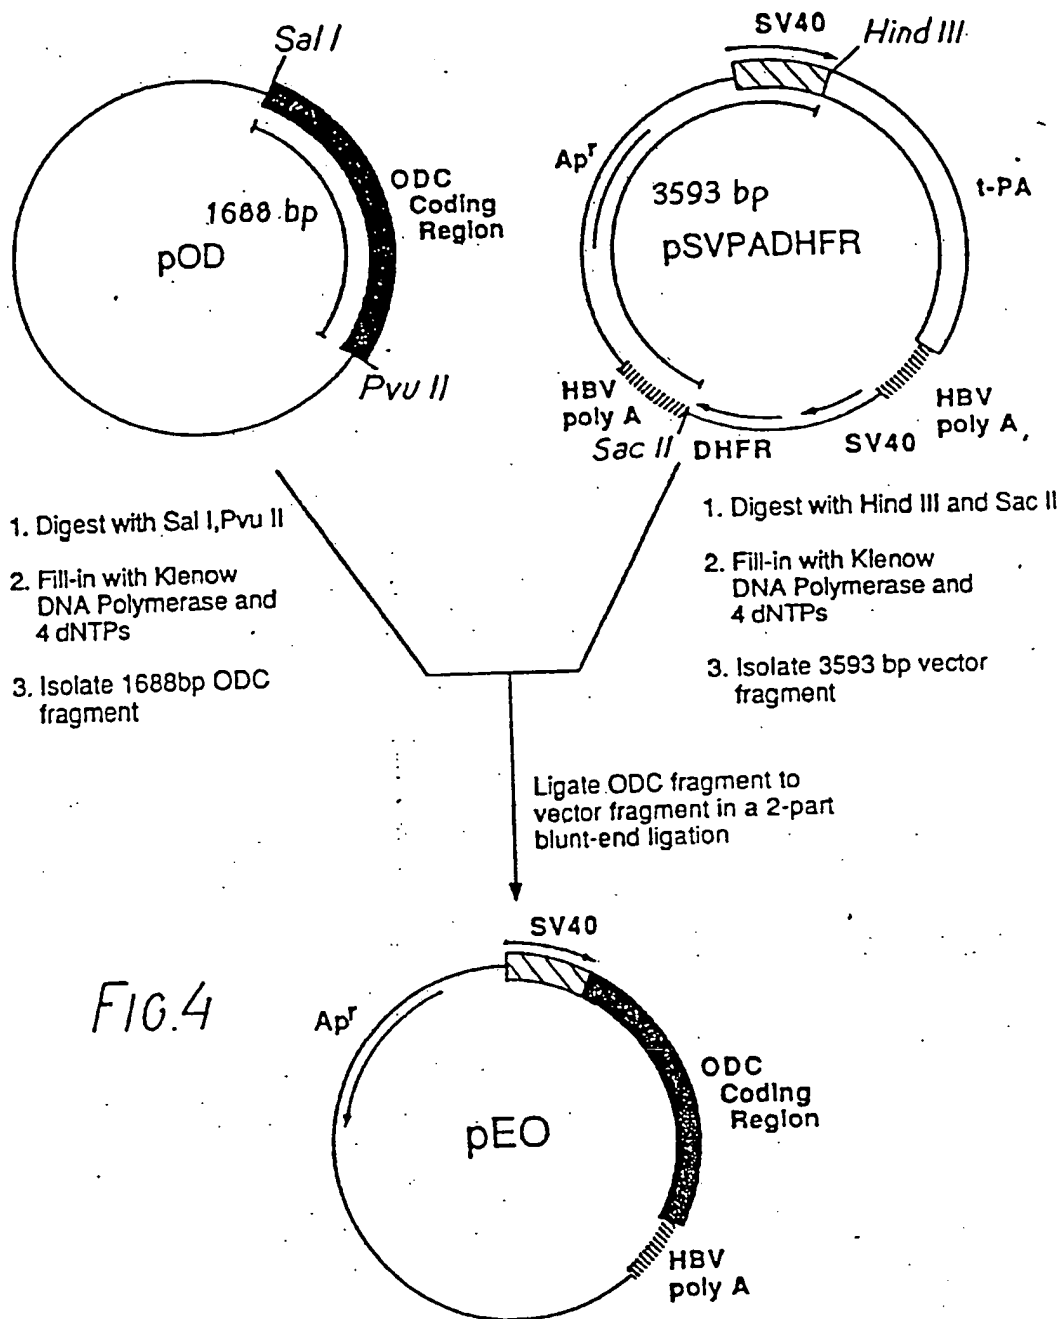 Sal I
ODC
Coding
Region
1688 bp
pOD
Pvu II
SV40
Hind III
Ap^r
3593 bp
pSVPADHFR
t-PA
HBV
poly A
Sac II
DHFR
SV40
HBV
poly A
1. Digest with Sal I, Pvu II
2. Fill-in with Klenow
DNA Polymerase and
4 dNTPs
3. Isolate 1688bp ODC
fragment
1. Digest with Hind III and Sac II
2. Fill-in with Klenow
DNA Polymerase and
4 dNTPs
3. Isolate 3593 bp vector
fragment
Ligate ODC fragment to
vector fragment in a 2-part
blunt-end ligation
FIG.4
SV40
Ap^r
pEO
ODC
Coding
Region
HBV
poly A